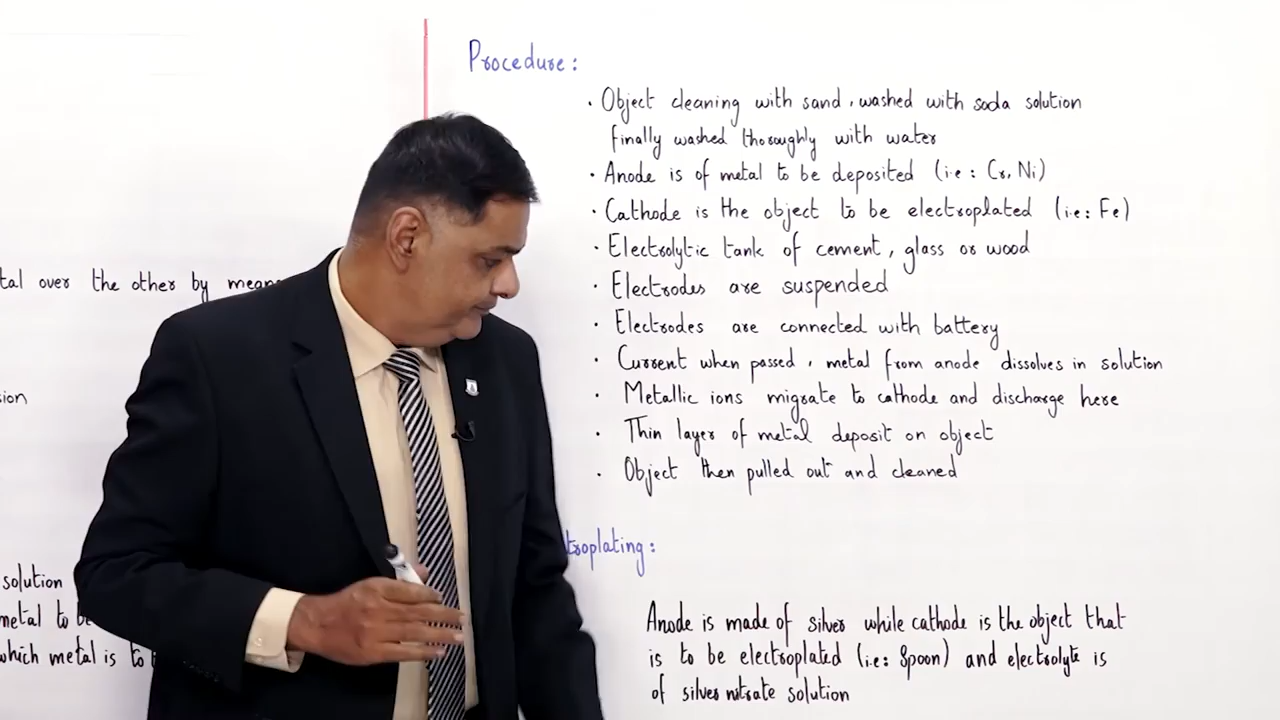 Procedure:
. Object cleaning with sand, washed with soda solution
finally washed thoroughly with water
. Anode is of metal to be deposited (i.e: Cr, Ni)
. Cathode is the object to be electroplated (i.e: Fe)
. Electrolytic tank of cement, glass or wood
. Electrodes are suspended
. Electrodes are connected with battery
. Current when passed, metal from anode dissolves in solution
. Metallic ions migrate to cathode and discharge here
. Thin layer of metal deposit on object
. Object then pulled out and cleaned
troplating:
Anode is made of silver while cathode is the object that
is to be electroplated (i.e: Spoon) and electrolyte is
of silver nitrate solution
tal over the other by means
sion
solution
metal to be
which metal is to